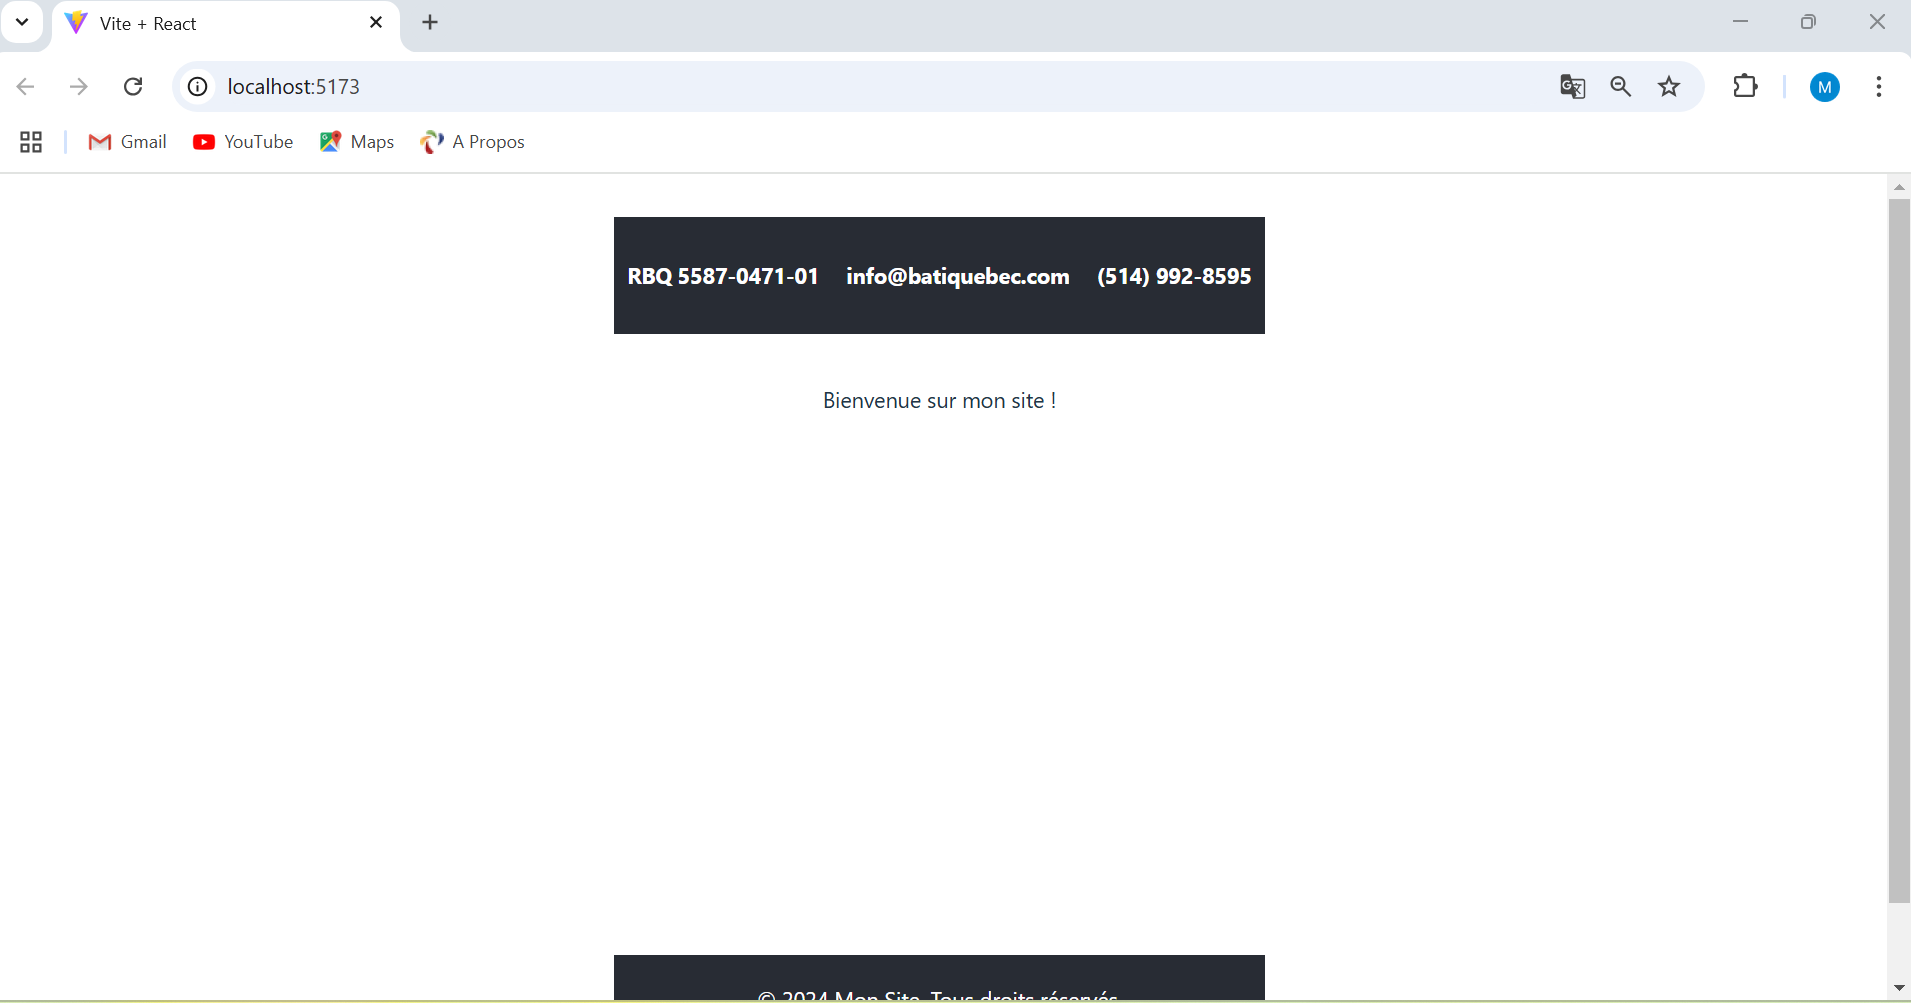 Vite + React
localhost:5173
M
Gmail
YouTube
Maps
A Propos
RBQ 5587-0471-01 info@batiquebec.com (514) 992-8595
Bienvenue sur mon site !
© 2024 Mon Site. Tous droits réservés.